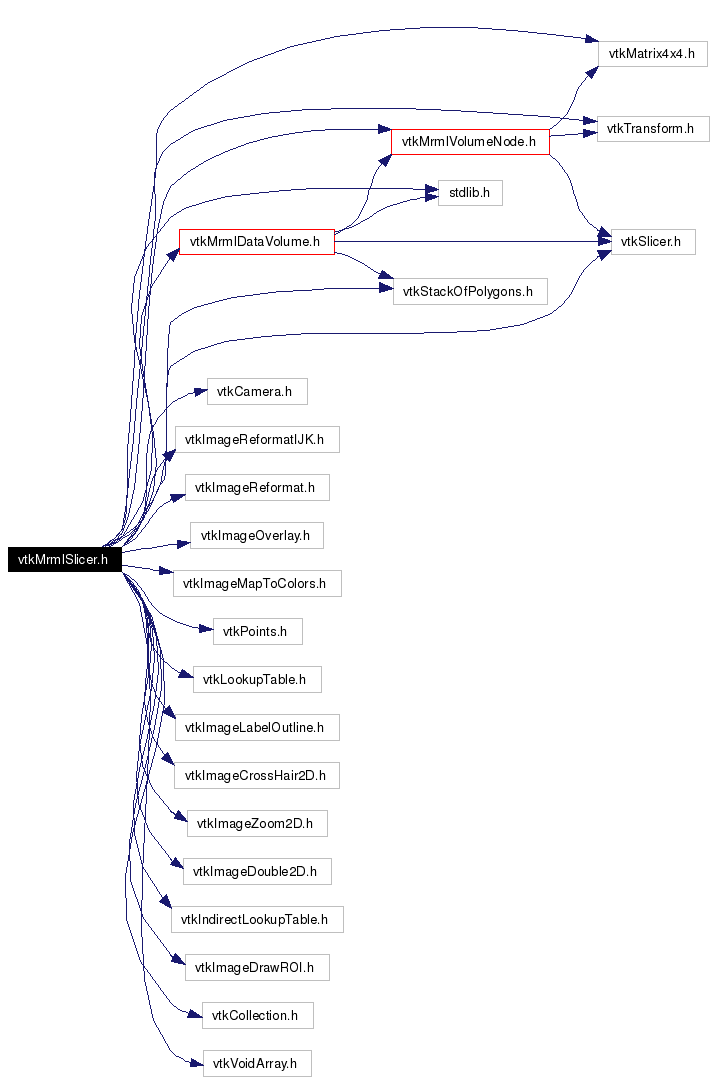 vtkMatrix4x4.h
vtkTransform.h
vtkMrmlVolumeNode.h
stdlib.h
vtkMrmlDataVolume.h
vtkSlicer.h
vtkStackOfPolygons.h
vtkCamera.h
vtkImageReformatIJK.h
vtkImageReformat.h
vtkImageOverlay.h
vtkMrmlSlicer.h
vtkImageMapToColors.h
vtkPoints.h
vtkLookupTable.h
vtkImageLabelOutline.h
vtkImageCrossHair2D.h
vtkImageZoom2D.h
vtkImageDouble2D.h
vtkIndirectLookupTable.h
vtkImageDrawROI.h
vtkCollection.h
vtkVoidArray.h